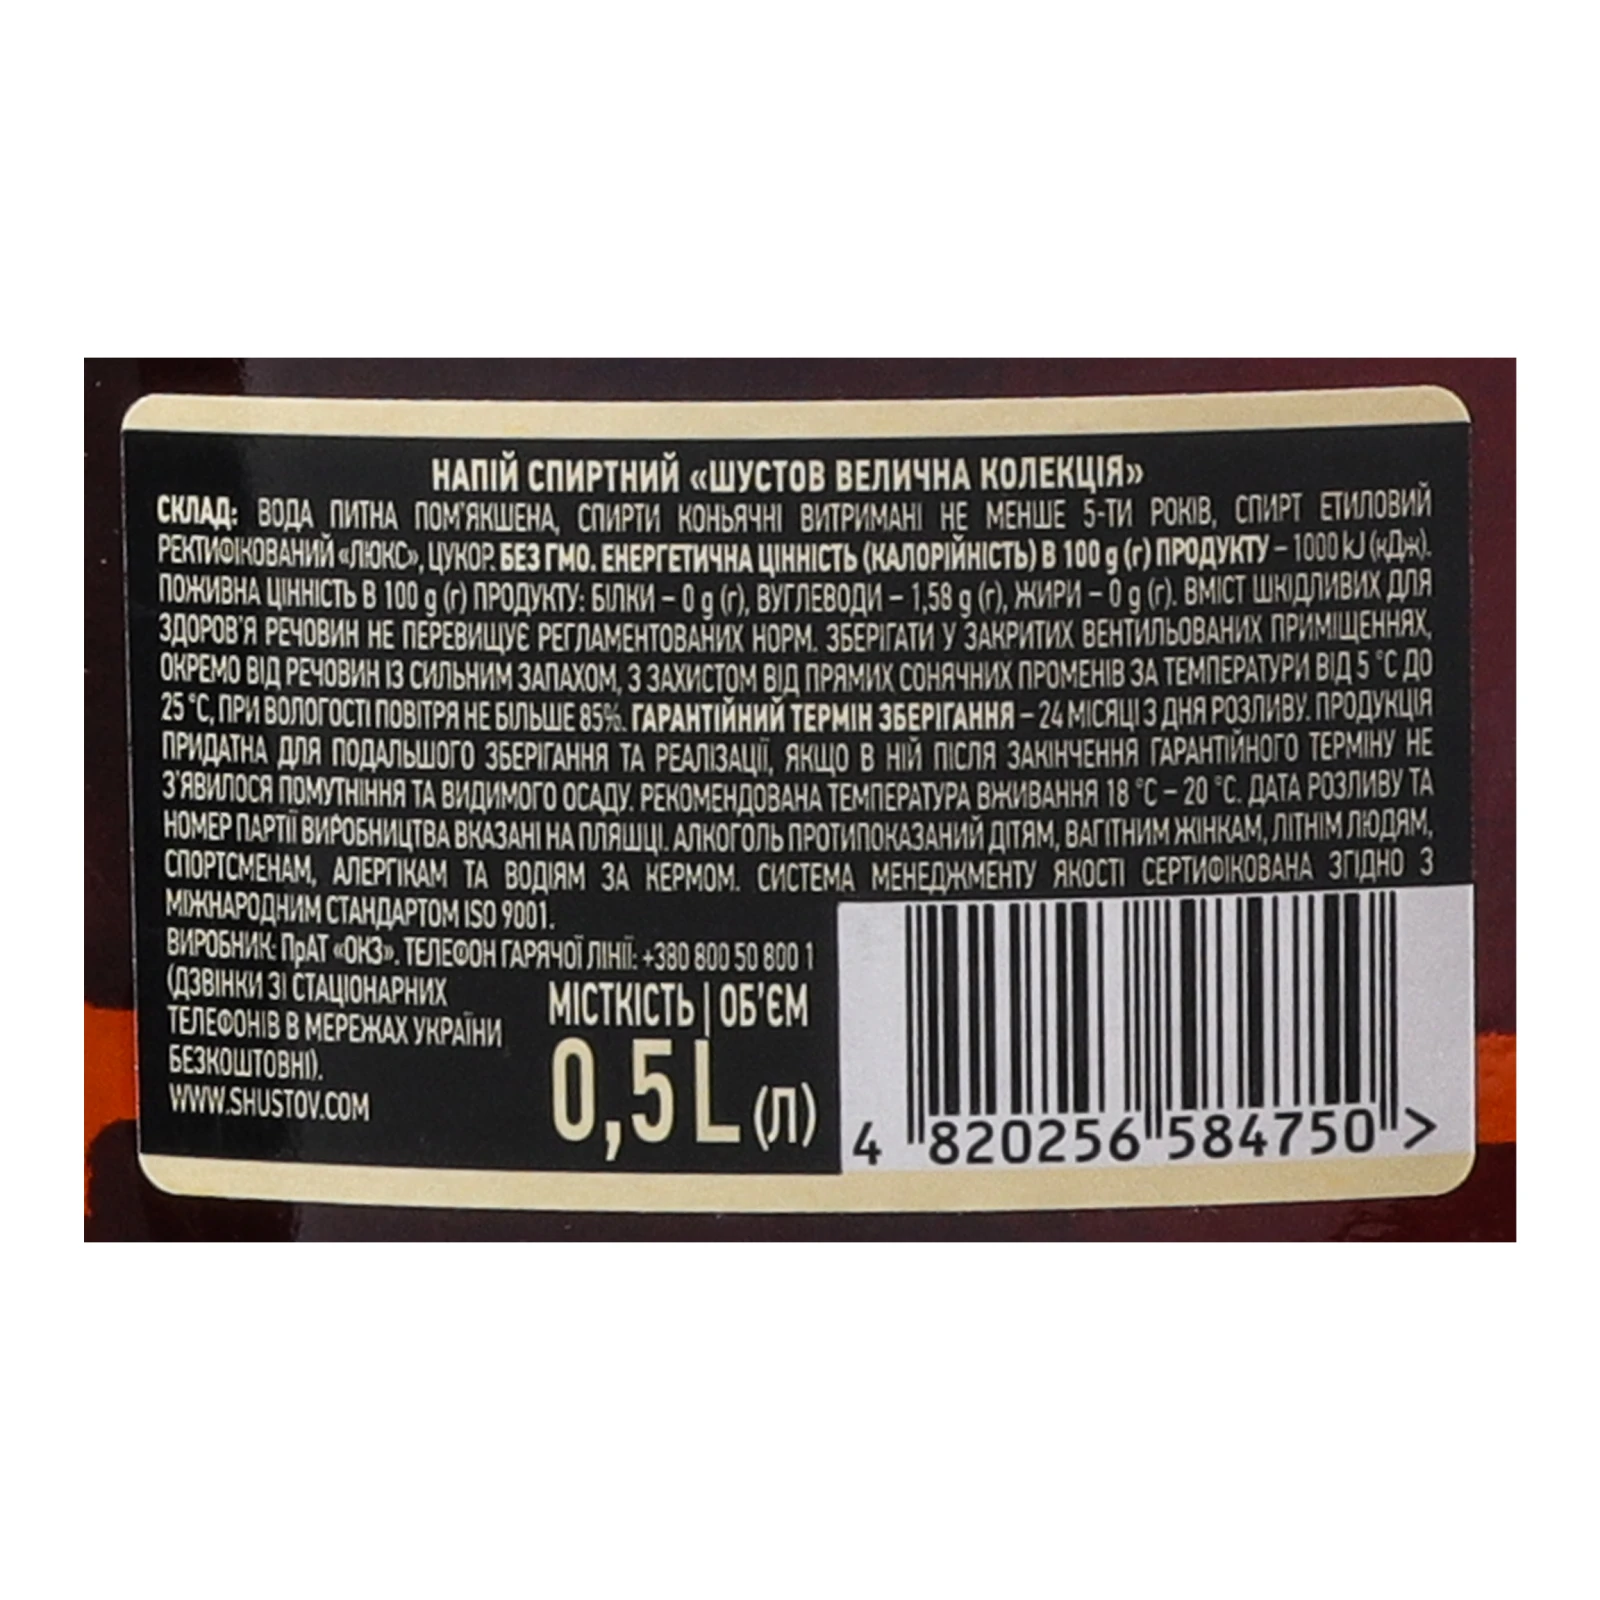 НАПІЙ СПИРТНИЙ «ШУСТОВ ВЕЛИЧНА КОЛЕКЦІЯ»
СКЛАД: ВОДА ПИТНА ПОМ'ЯКШЕНА, СПИРТИ КОНЬЯЧНІ ВИТРИМАНІ НЕ МЕНШЕ 5-ТИ РОКІВ, СПИРТ ЕТИЛОВИЙ
РЕКТИФІКОВАНИЙ «ЛЮКС», ЦУКОР. БЕЗ ГМО. ЕНЕРГЕТИЧНА ЦІННІСТЬ (КАЛОРІЙНІСТЬ) В 100 g (г) ПРОДУКТУ – 1000 kJ (кДж).
ПОЖИВНА ЦІННІСТЬ В 100 g (г) ПРОДУКТУ: БІЛКИ – 0 g (г), ВУГЛЕВОДИ – 1,58 g (г), ЖИРИ – 0 g (г). ВМІСТ ШКІДЛИВИХ ДЛЯ
ЗДОРОВ'Я РЕЧОВИН НЕ ПЕРЕВИЩУЄ РЕГЛАМЕНТОВАНИХ НОРМ. ЗБЕРІГАТИ У ЗАКРИТИХ ВЕНТИЛЬОВАНИХ ПРИМІЩЕННЯХ,
ОКРЕМО ВІД РЕЧОВИН ІЗ СИЛЬНИМ ЗАПАХОМ, З ЗАХИСТОМ ВІД ПРЯМИХ СОНЯЧНИХ ПРОМЕНІВ ЗА ТЕМПЕРАТУРИ ВІД 5 °С ДО
25 °С, ПРИ ВОЛОГОСТІ ПОВІТРЯ НЕ БІЛЬШЕ 85%. ГАРАНТІЙНИЙ ТЕРМІН ЗБЕРІГАННЯ – 24 МІСЯЦІ З ДНЯ РОЗЛИВУ. ПРОДУКЦІЯ
ПРИДАТНА ДЛЯ ПОДАЛЬШОГО ЗБЕРІГАННЯ ТА РЕАЛІЗАЦІЇ, ЯКЩО В НІЙ ПІСЛЯ ЗАКІНЧЕННЯ ГАРАНТІЙНОГО ТЕРМІНУ НЕ
З'ЯВИЛОСЯ ПОМУТНІННЯ ТА ВИДИМОГО ОСАДУ. РЕКОМЕНДОВАНА ТЕМПЕРАТУРА ВЖИВАННЯ 18 °С – 20 °С. ДАТА РОЗЛИВУ ТА
НОМЕР ПАРТІЇ ВИРОБНИЦТВА ВКАЗАНІ НА ПЛЯШЦІ. АЛКОГОЛЬ ПРОТИПОКАЗАНИЙ ДІТЯМ, ВАГІТНИМ ЖІНКАМ, ЛІТНІМ ЛЮДЯМ,
СПОРТСМЕНАМ, АЛЕРГІКАМ ТА ВОДІЯМ ЗА КЕРМОМ. СИСТЕМА МЕНЕДЖМЕНТУ ЯКОСТІ СЕРТИФІКОВАНА ЗГІДНО З
МІЖНАРОДНИМ СТАНДАРТОМ ISO 9001.
ВИРОБНИК: ПрАТ «ОКЗ». ТЕЛЕФОН ГАРЯЧОЇ ЛІНІЇ: +380 800 50 800 1
(ДЗВІНКИ ЗІ СТАЦІОНАРНИХ
ТЕЛЕФОНІВ В МЕРЕЖАХ УКРАЇНИ
БЕЗКОШТОВНІ).
WWW.SHUSTOV.COM
МІСТКІСТЬ | ОБ'ЄМ
0,5 L (Л)
4 820256 584750 >